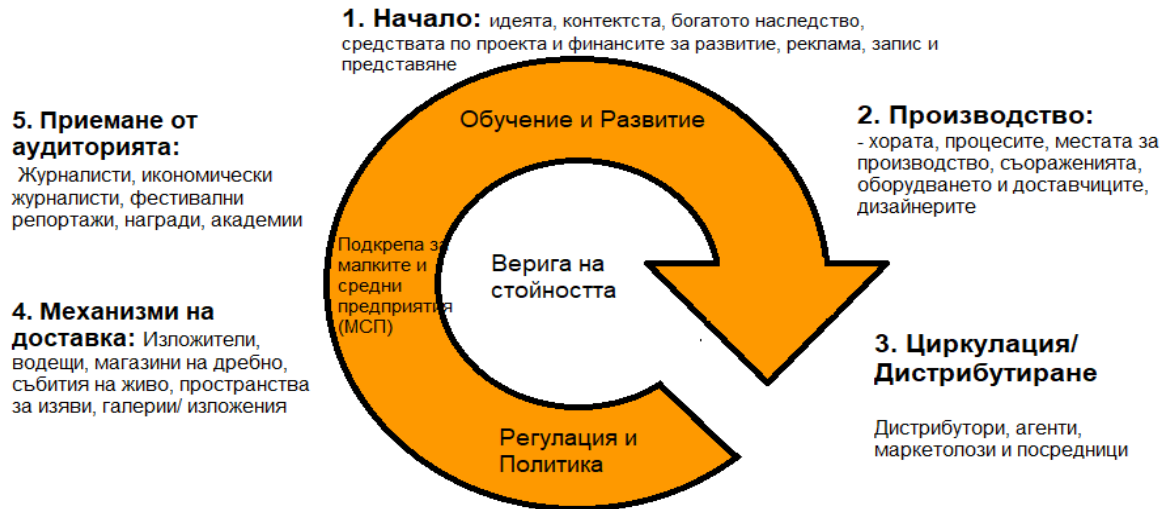 1. Начало: идеята, контекстста, богатото наследство,
средствата по проекта и финансите за развитие, реклама, запис и
представяне
Обучение и Развитие
2. Производство:
- хората, процесите, местата за
производство, съораженията,
оборудването и доставчиците,
дизайнерите
5. Приемане от
аудиторията:
Журналисти, икономически
журналисти, фестивални
репортажи, награди, академии
Подкрепа за
малките и
средни
предприятия
(МСП)
Верига на
стойността
4. Механизми на
доставка: Изложители,
водещи, магазини на дребно,
събития на живо, пространства
за изяви, галерии/ изложения
3. Циркулация/
Дистрибутиране
Дистрибутори, агенти,
маркетолози и посредници
Регулация и
Политика